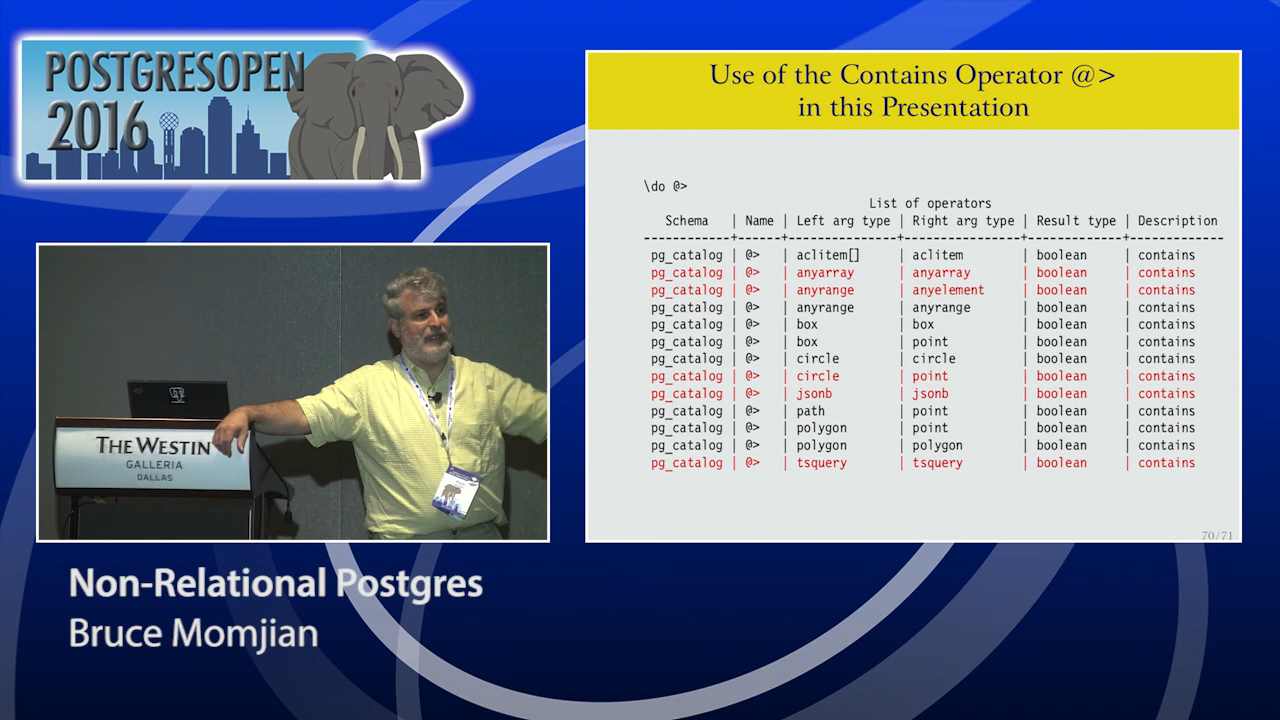 POSTGRESOPEN
2016
Use of the Contains Operator @>
in this Presentation
\do @>
List of operators
Schema | Name | Left arg type | Right arg type | Result type | Description
------------+------+---------------+----------------+-------------+-------------
pg_catalog | @> | aclitem[] | aclitem | boolean | contains
pg_catalog | @> | anyarray | anyarray | boolean | contains
pg_catalog | @> | anyrange | anyelement | boolean | contains
pg_catalog | @> | anyrange | anyrange | boolean | contains
pg_catalog | @> | box | box | boolean | contains
pg_catalog | @> | box | point | boolean | contains
pg_catalog | @> | circle | circle | boolean | contains
pg_catalog | @> | circle | point | boolean | contains
pg_catalog | @> | jsonb | jsonb | boolean | contains
pg_catalog | @> | path | point | boolean | contains
pg_catalog | @> | polygon | point | boolean | contains
pg_catalog | @> | polygon | polygon | boolean | contains
pg_catalog | @> | tsquery | tsquery | boolean | contains
70/71
THE WESTIN
GALLERIA
DALLAS
Non-Relational Postgres
Bruce Momjian